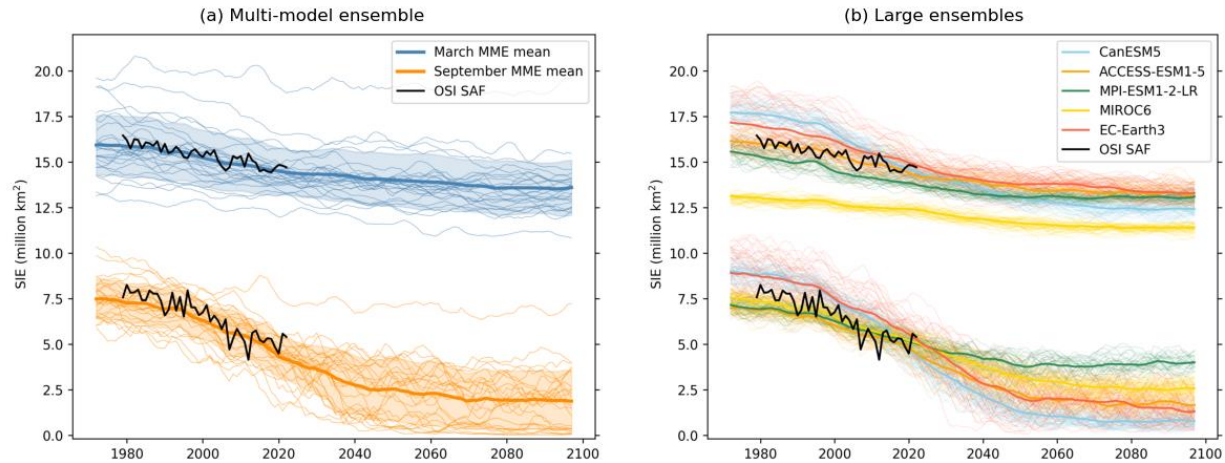 (a) Multi-model ensemble
SIE (million km²)
20.0
17.5
15.0
12.5
10.0
7.5
5.0
2.5
0.0
March MME mean
September MME mean
OSI SAF
1980 2000 2020 2040 2060 2080 2100
(b) Large ensembles
SIE (million km²)
20.0
17.5
15.0
12.5
10.0
7.5
5.0
2.5
0.0
CanESM5
ACCESS-ESM1-5
MPI-ESM1-2-LR
MIROC6
EC-Earth3
OSI SAF
1980 2000 2020 2040 2060 2080 2100